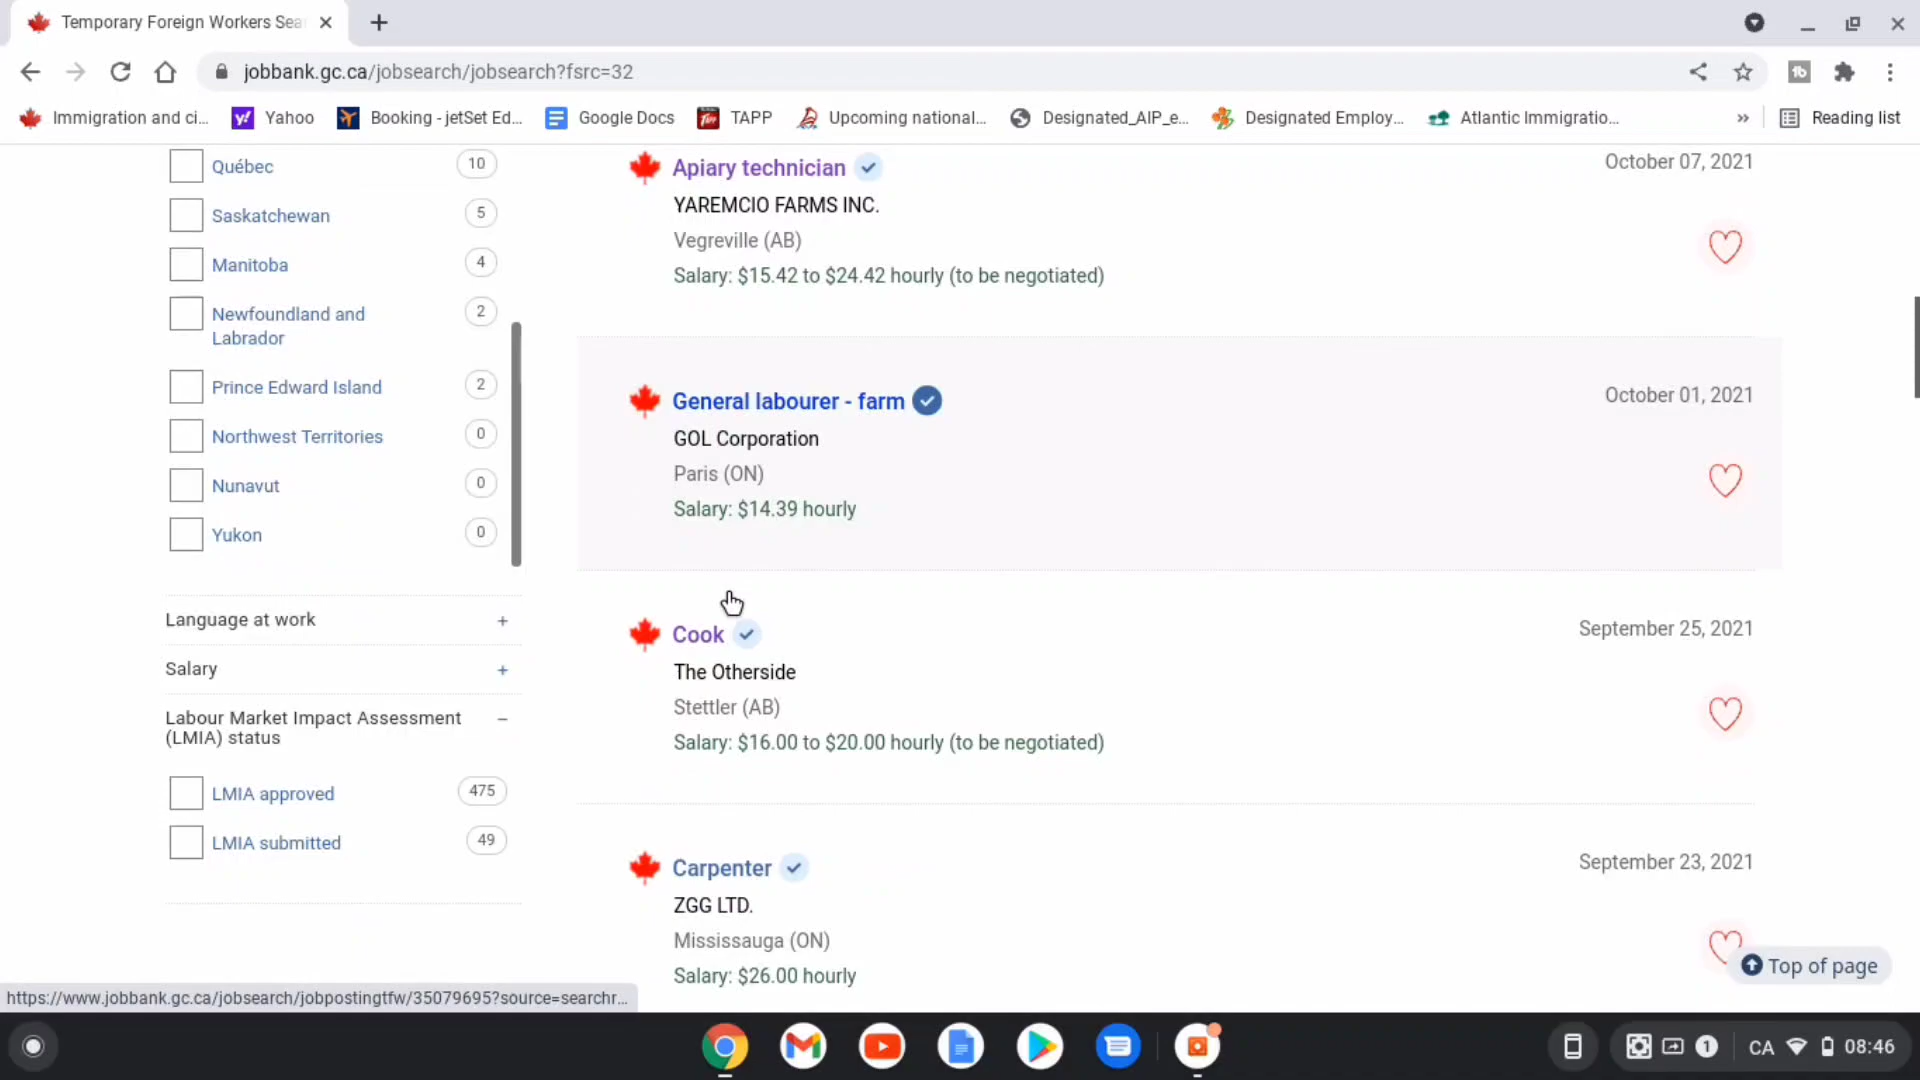 Temporary Foreign Workers Sea
jobbank.gc.ca/jobsearch/jobsearch?fsrc=32
Immigration and ci...
Yahoo
Booking - jetSet Ed...
Google Docs
TAPP
Upcoming national...
Designated_AIP_e...
Designated Employ...
Atlantic Immigratio...
»
Reading list
Québec 10
Saskatchewan 5
Manitoba 4
Newfoundland and 2
Labrador
Prince Edward Island 2
Northwest Territories 0
Nunavut 0
Yukon 0
Language at work +
Salary +
Labour Market Impact Assessment −
(LMIA) status
LMIA approved 475
LMIA submitted 49
Apiary technician October 07, 2021
YAREMCIO FARMS INC.
Vegreville (AB)
Salary: $15.42 to $24.42 hourly (to be negotiated)
General labourer - farm October 01, 2021
GOL Corporation
Paris (ON)
Salary: $14.39 hourly
Cook September 25, 2021
The Otherside
Stettler (AB)
Salary: $16.00 to $20.00 hourly (to be negotiated)
Carpenter September 23, 2021
ZGG LTD.
Mississauga (ON)
Salary: $26.00 hourly
Top of page
https://www.jobbank.gc.ca/jobsearch/jobpostingtfw/35079695?source=searchr...
1 CA 08:46